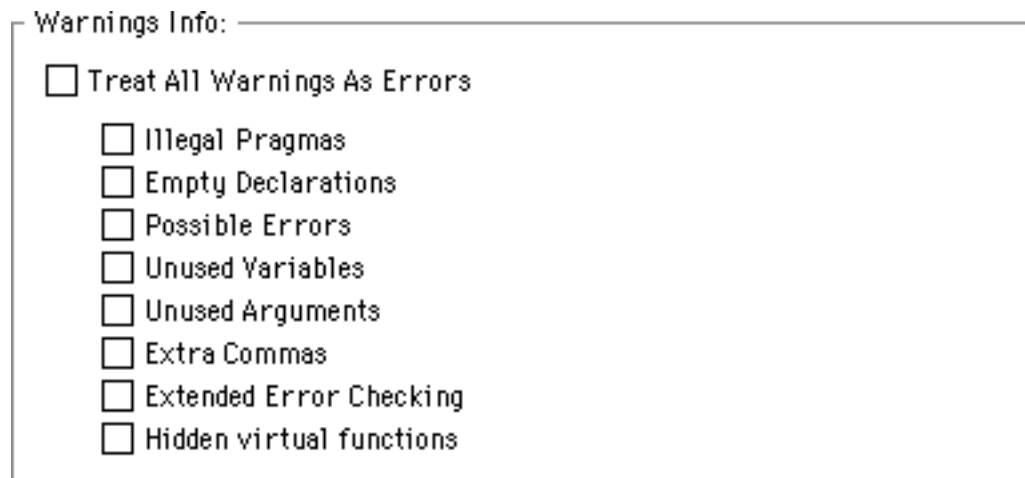 Warnings Info:
Treat All Warnings As Errors
Illegal Pragmas
Empty Declarations
Possible Errors
Unused Variables
Unused Arguments
Extra Commas
Extended Error Checking
Hidden virtual functions